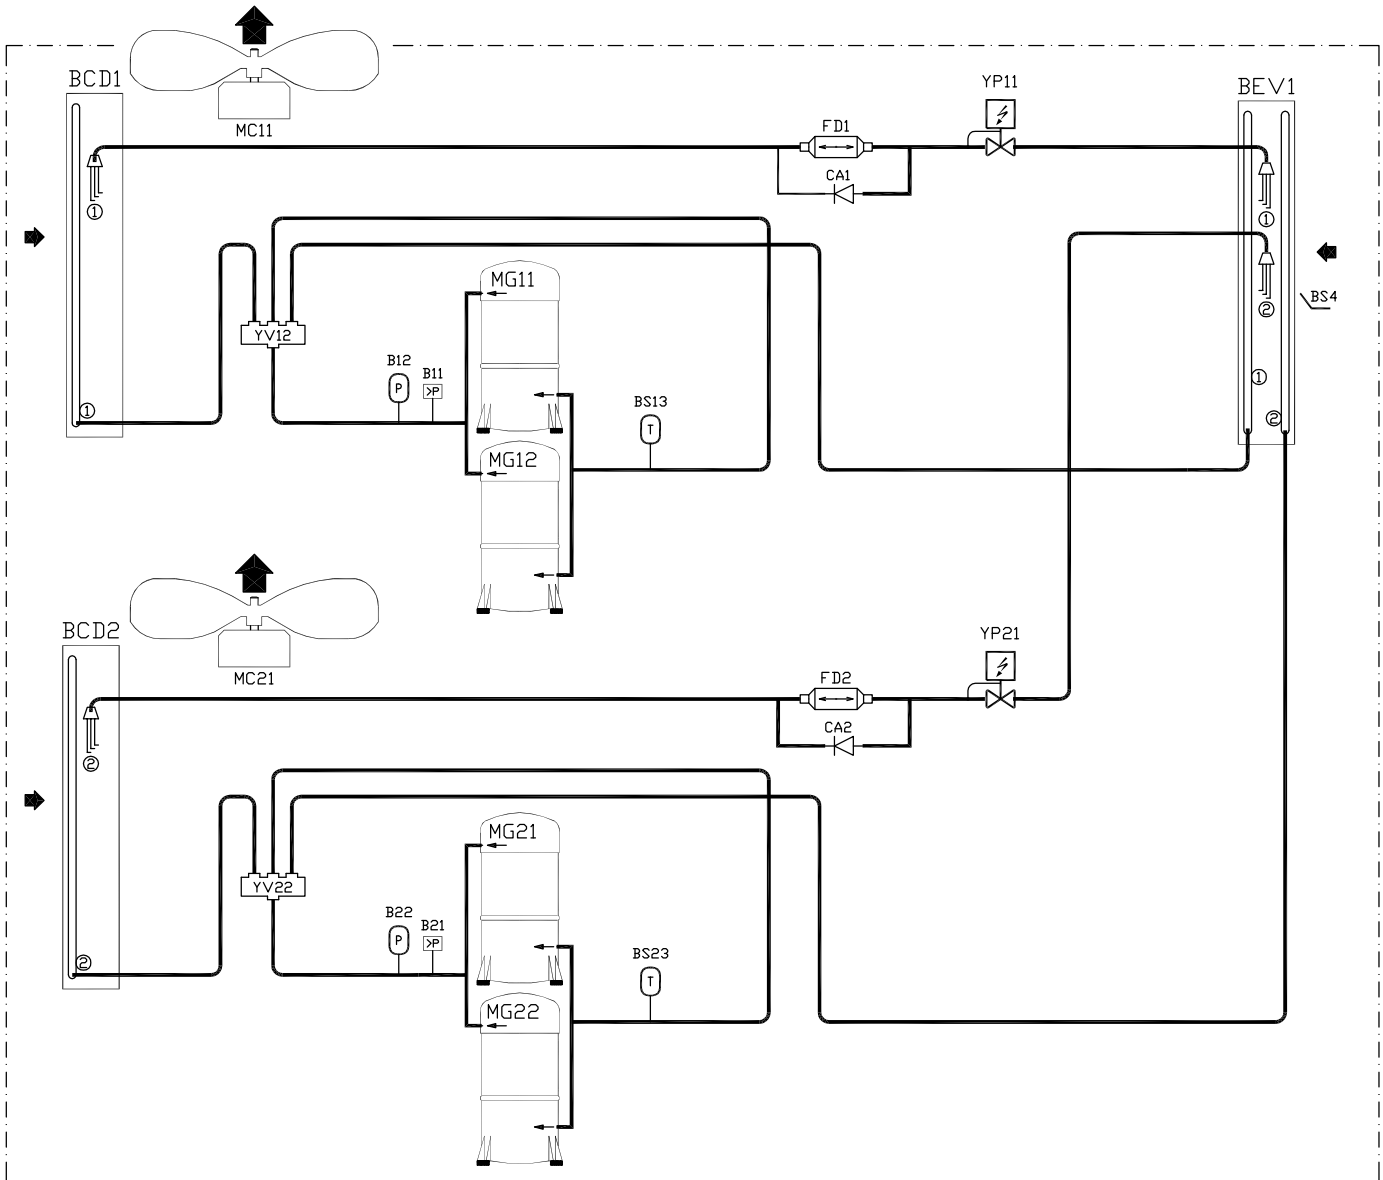 BCD1
MC11
YP11
BEV1
FD1
CA1
1
1
MG11
2
BS4
YV12
B12
B11
P
>P
1
1
BS13
T
2
MG12
BCD2
MC21
YP21
FD2
CA2
2
MG21
YV22
B22
B21
P
>P
2
BS23
T
MG22